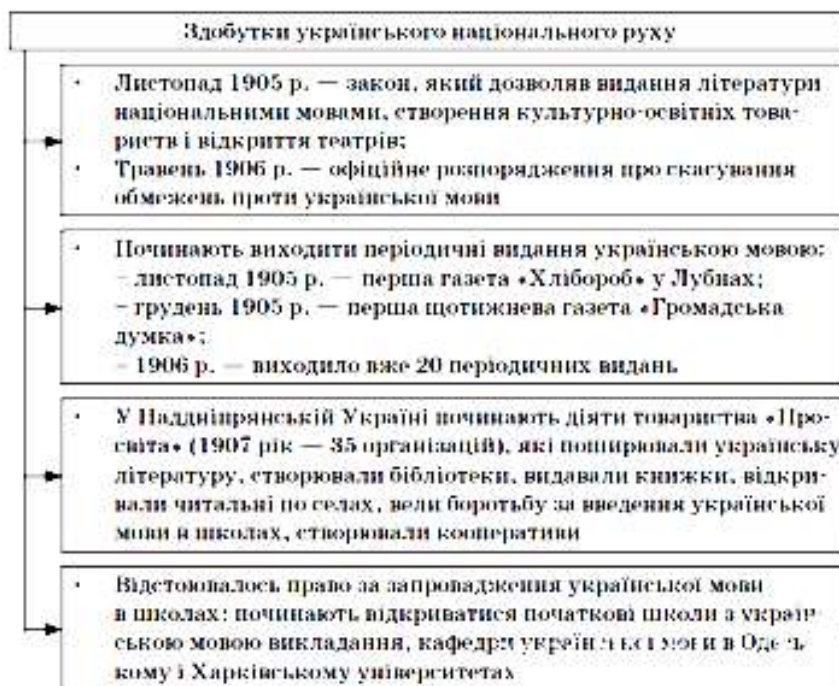 Здобутки українського національного руху
· Листопад 1905 р. — закон, який дозволяв видання літератури
національними мовами, створення культурно-освітніх това-
риств і відкриття театрів;
· Травень 1906 р. — офіційне розпорядження про скасування
обмежень проти української мови
· Починають виходити періодичні видання українською мовою:
– листопад 1905 р. — перша газета «Хлібороб» у Лубнах;
– грудень 1905 р. — перша щотижнева газета «Громадська
думка»;
– 1906 р. — виходило вже 20 періодичних видань
· У Наддніпрянській Україні починають діяти товариства «Про-
світа» (1907 рік — 35 організацій), які поширювали українську
літературу, створювали бібліотеки, видавали книжки, відкри-
вали читальні по селах, вели боротьбу за введення української
мови в школах, створювали кооперативи
· Відстоювалось право за запровадження української мови
в школах: починають відкриватися початкові школи з україн-
ською мовою викладання, кафедри мови в
кому і Харківському університетах